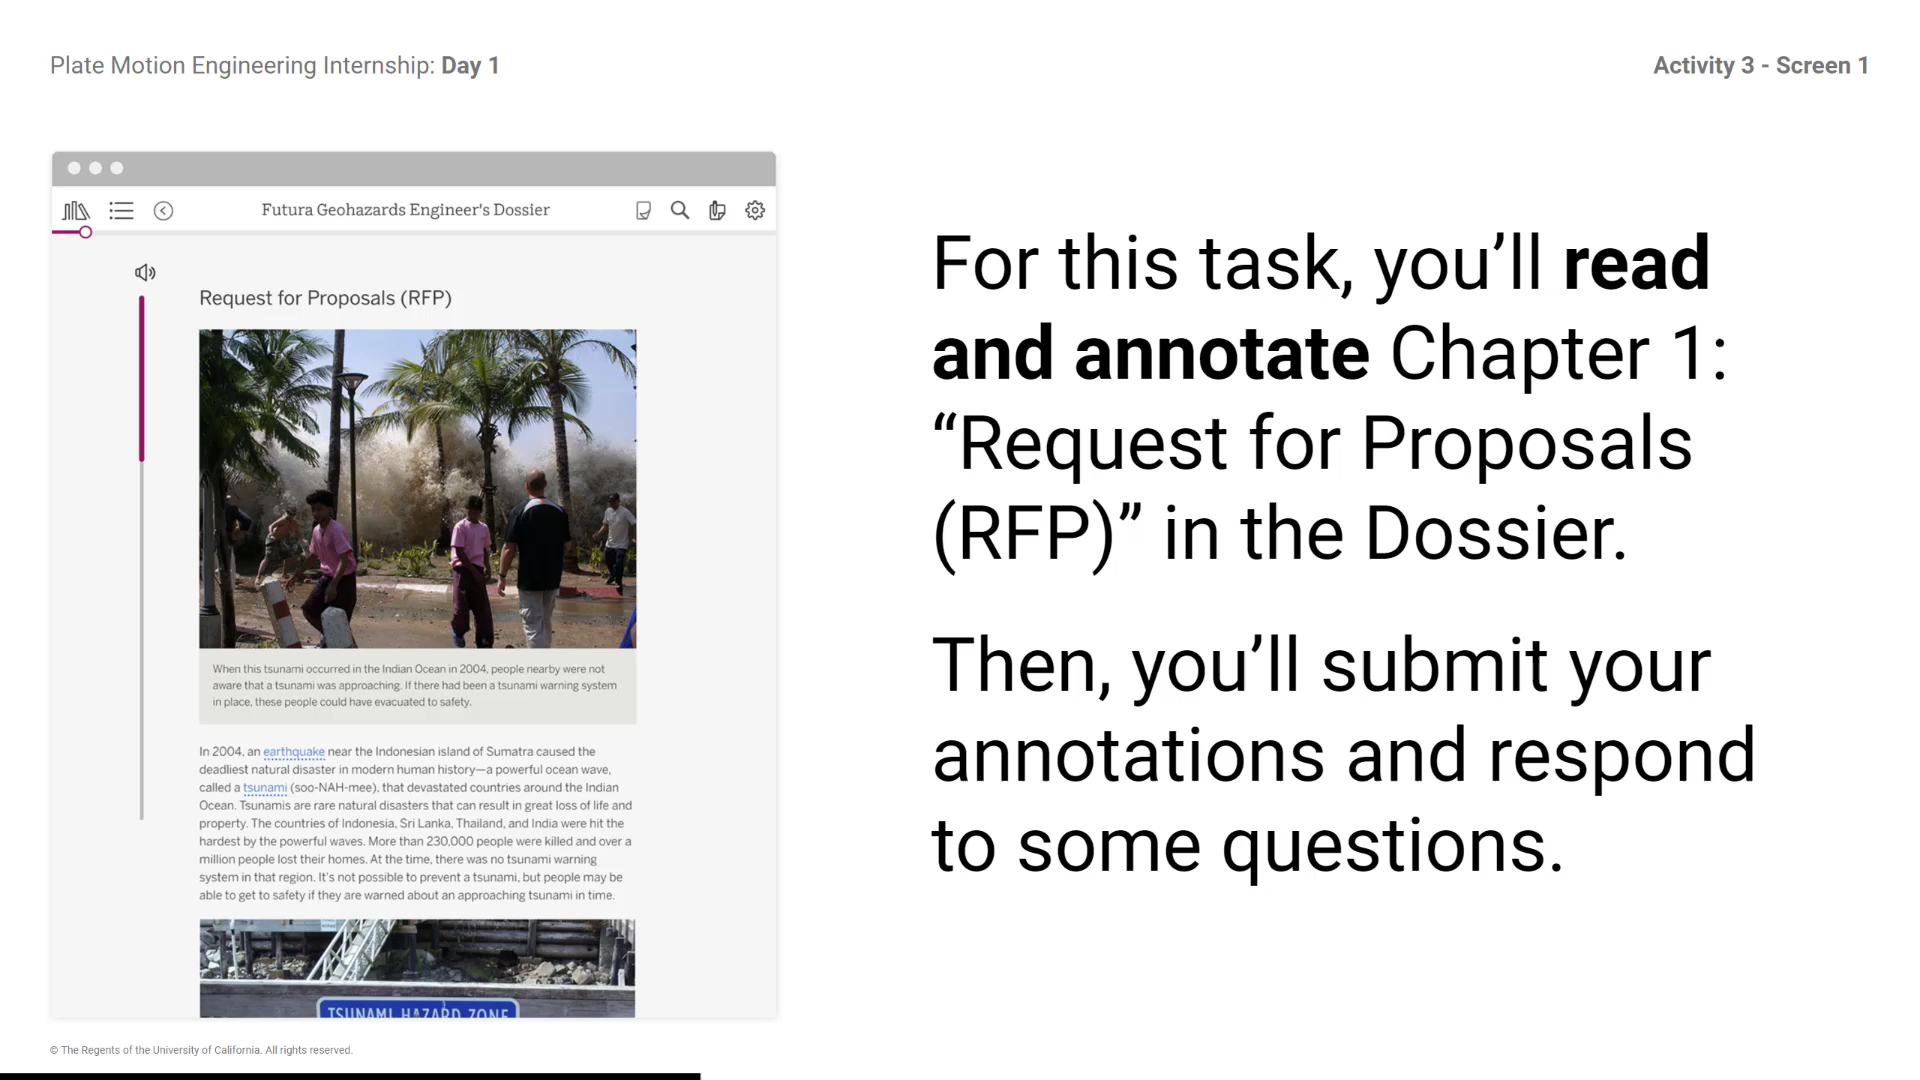 Plate Motion Engineering Internship: Day 1
Activity 3 - Screen 1
Futura Geohazards Engineer's Dossier
Request for Proposals (RFP)
When this tsunami occurred in the Indian Ocean in 2004, people nearby were not
aware that a tsunami was approaching. If there had been a tsunami warning system
in place, these people could have evacuated to safety.
In 2004, an earthquake near the Indonesian island of Sumatra caused the
deadliest natural disaster in modern human history—a powerful ocean wave,
called a tsunami (soo-NAH-mee), that devastated countries around the Indian
Ocean. Tsunamis are rare natural disasters that can result in great loss of life and
property. The countries of Indonesia, Sri Lanka, Thailand, and India were hit the
hardest by the powerful waves. More than 230,000 people were killed and over a
million people lost their homes. At the time, there was no tsunami warning
system in that region. It's not possible to prevent a tsunami, but people may be
able to get to safety if they are warned about an approaching tsunami in time.
TSUNAMI HAZARD ZONE
For this task, you’ll read
and annotate Chapter 1:
“Request for Proposals
(RFP)” in the Dossier.
Then, you’ll submit your
annotations and respond
to some questions.
© The Regents of the University of California. All rights reserved.